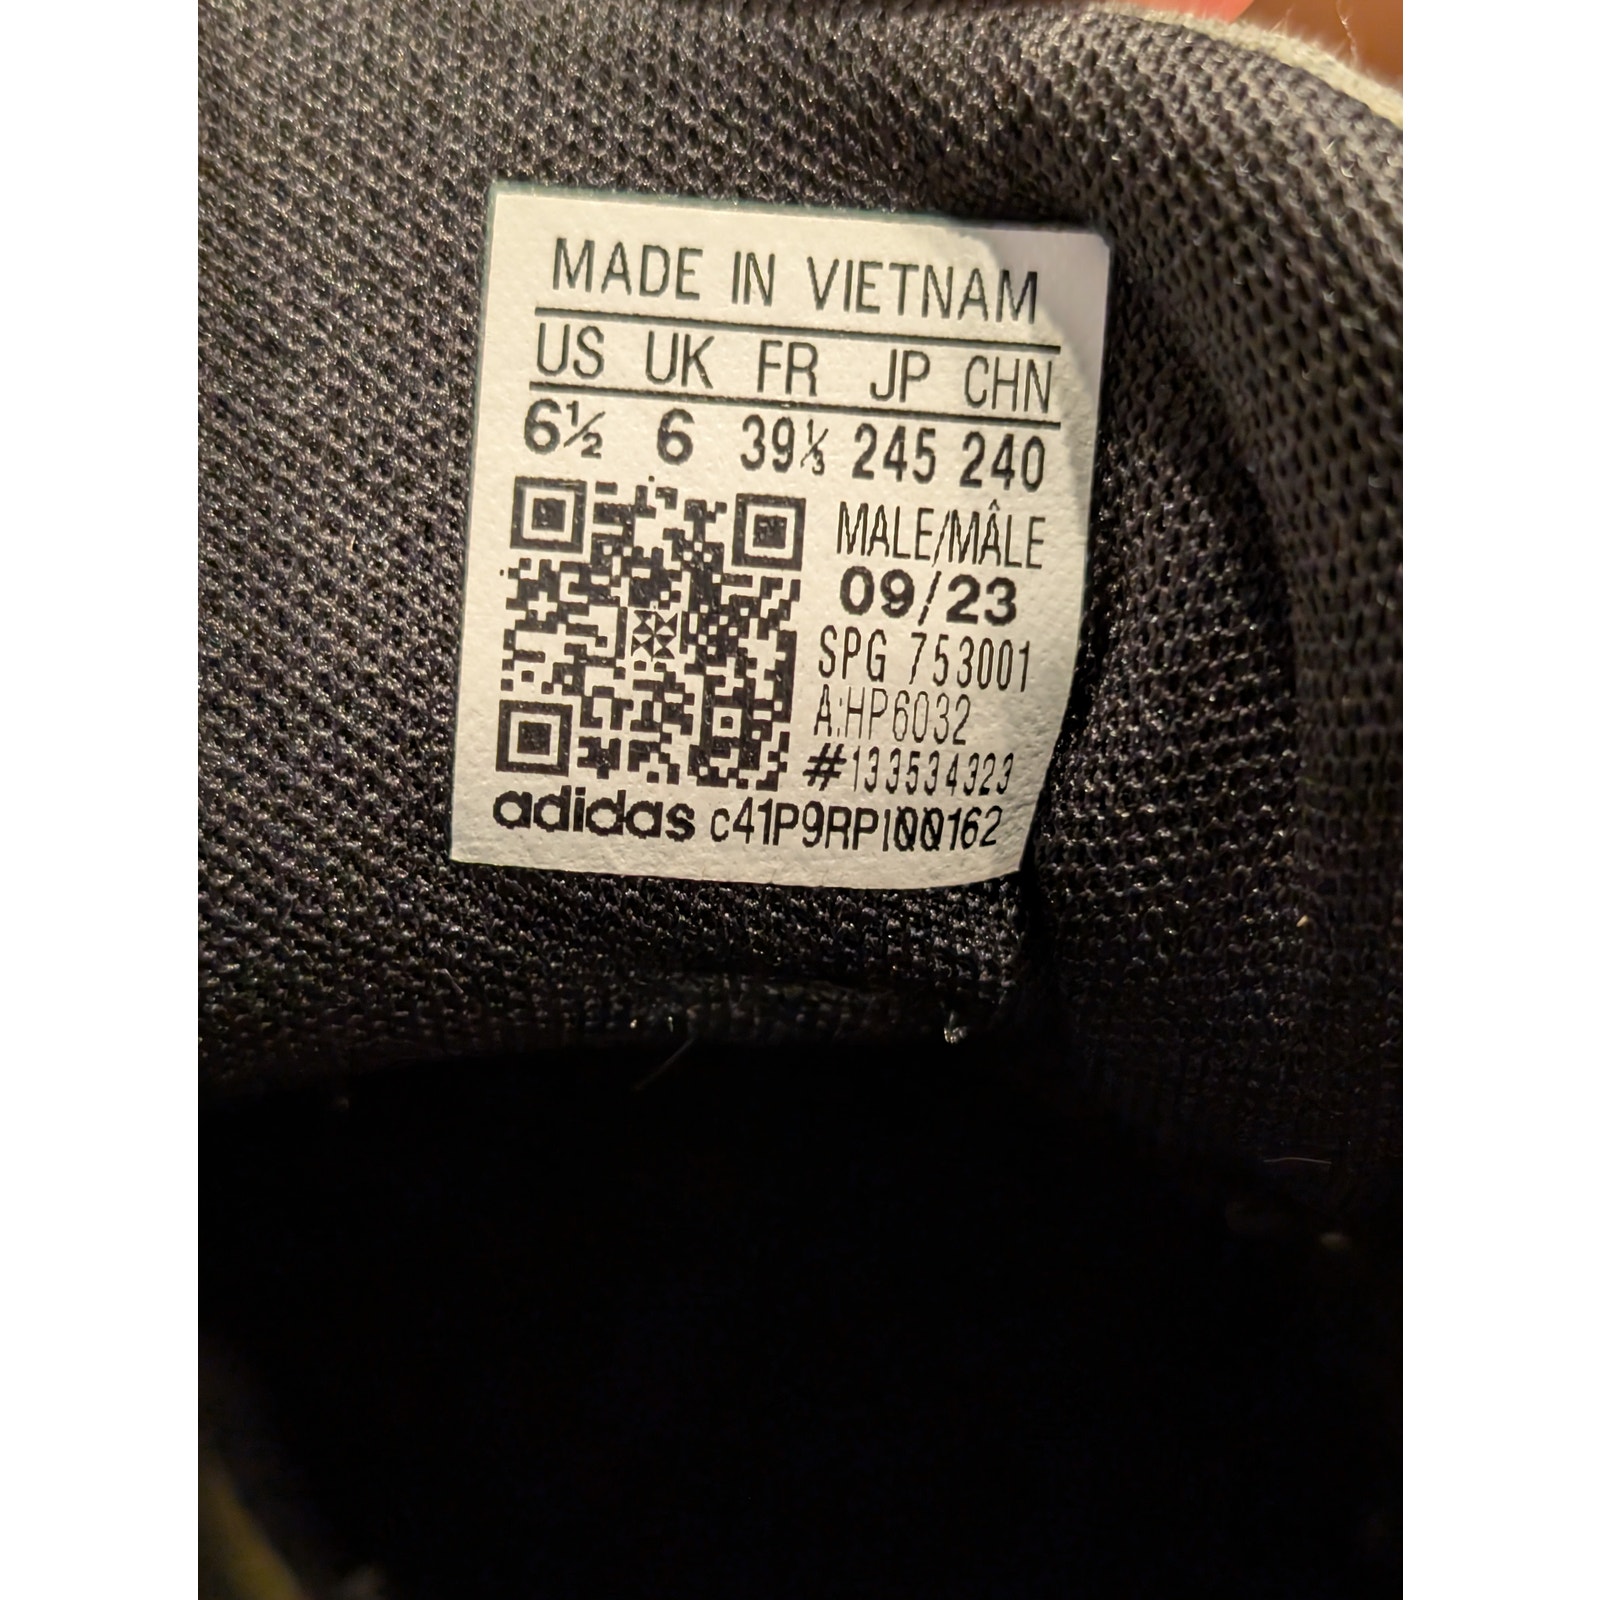 MADE IN VIETNAM
US UK FR JP CHN
6½ 6 39⅓ 245 240
MALE/MÂLE
09/23
SPG 753001
A:HP6032
#133534323
adidas c41P9RPI00162